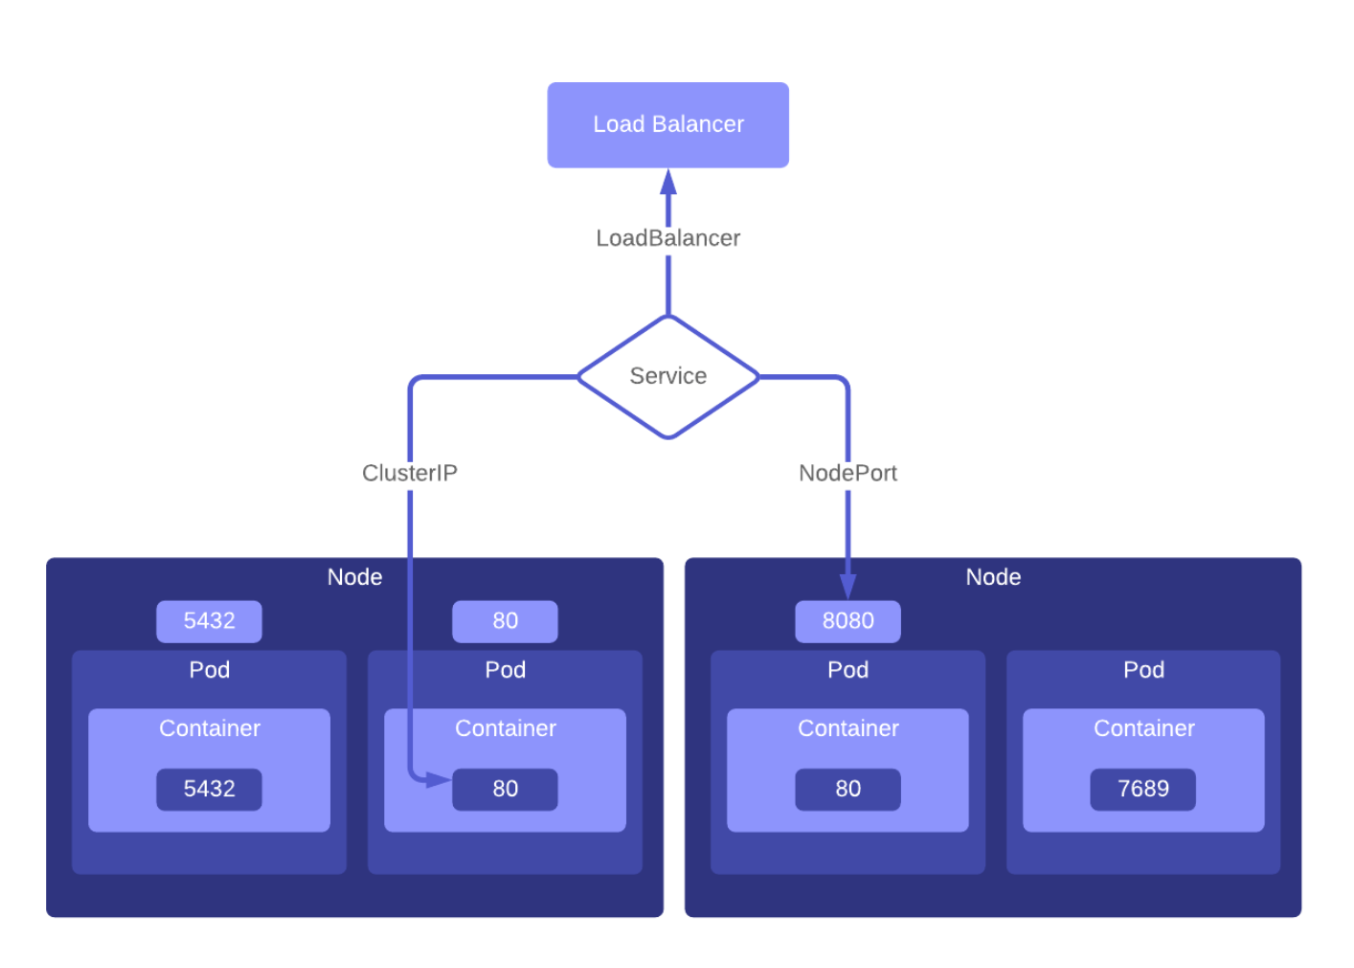 Load Balancer
LoadBalancer
Service
ClusterIP
NodePort
Node
5432
80
Pod
Pod
Container
Container
5432
80
Node
8080
Pod
Pod
Container
Container
80
7689